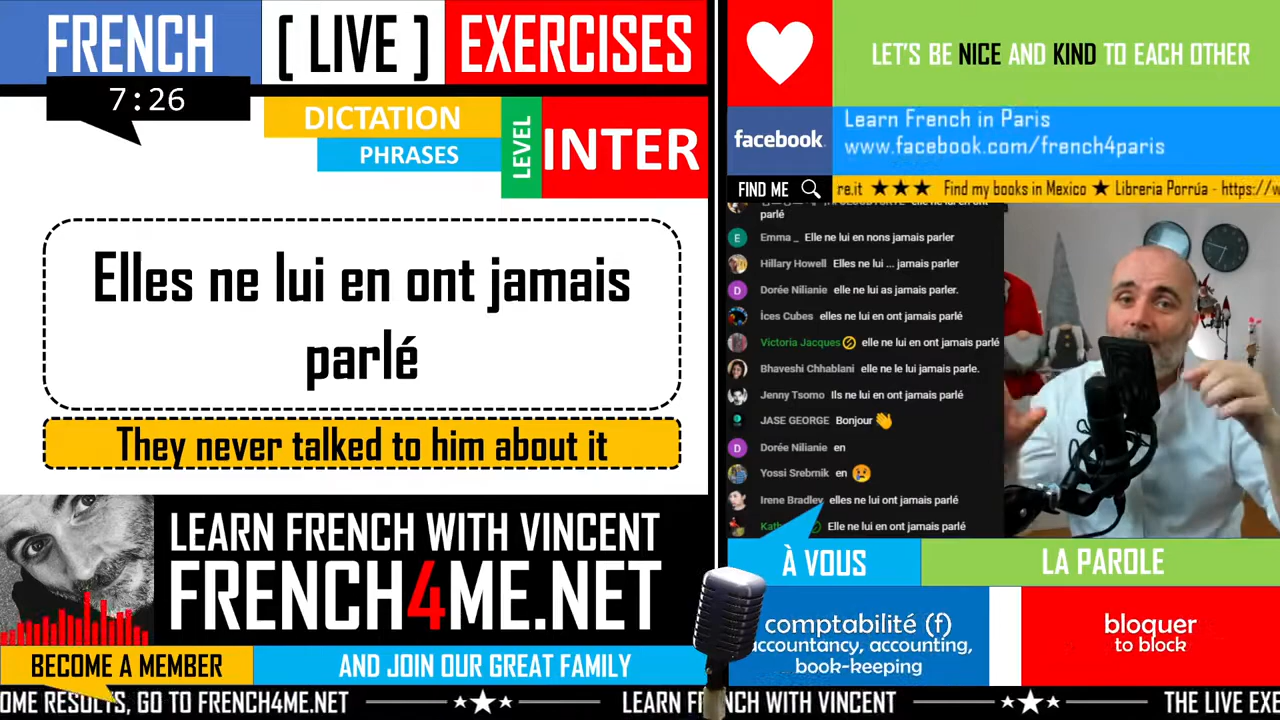 FRENCH
[ LIVE ]
EXERCISES
7:26
DICTATION
PHRASES
LEVEL
INTER
Elles ne lui en ont jamais
parlé
They never talked to him about it
LEARN FRENCH WITH VINCENT
FRENCH4ME.NET
BECOME A MEMBER
AND JOIN OUR GREAT FAMILY
LET'S BE NICE AND KIND TO EACH OTHER
facebook.
Learn French in Paris
www.facebook.com/french4paris
FIND ME
re.it ★★★ Find my books in Mexico ★ Libreria Porrúa - https://w
parlé
E Emma _ Elle ne lui en nons jamais parler
Hillary Howell Elles ne lui ... jamais parler
D Dorée Nilianie elle ne lui as jamais parler.
İces Cubes elles ne lui en ont jamais parlé
Victoria Jacques elle ne lui en ont jamais parlé
Bhaveshi Chhablani elle ne le lui jamais parle.
Jenny Tsomo Ils ne lui en ont jamais parlé
JASE GEORGE Bonjour 👋
D Dorée Nilianie en
Yossi Srebrnik en 😢
Irene Bradley elles ne lui ont jamais parlé
Elle ne lui en ont jamais parlé
À VOUS
LA PAROLE
comptabilité (f)
accountancy, accounting,
book-keeping
bloquer
to block
OME RESULTS, GO TO FRENCH4ME.NET ★ LEARN FRENCH WITH VINCENT ★ THE LIVE EXE